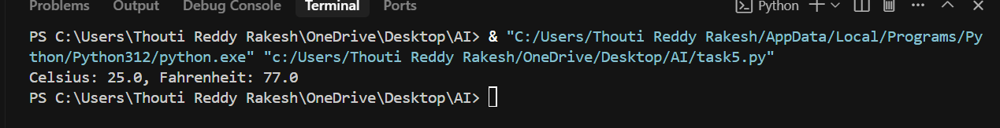 Problems Output Debug Console Terminal Ports Python
PS C:\Users\Thouti Reddy Rakesh\OneDrive\Desktop\AI> & "C:/Users/Thouti Reddy Rakesh/AppData/Local/Programs/Py
thon/Python312/python.exe" "c:/Users/Thouti Reddy Rakesh/OneDrive/Desktop/AI/task5.py"
Celsius: 25.0, Fahrenheit: 77.0
PS C:\Users\Thouti Reddy Rakesh\OneDrive\Desktop\AI>